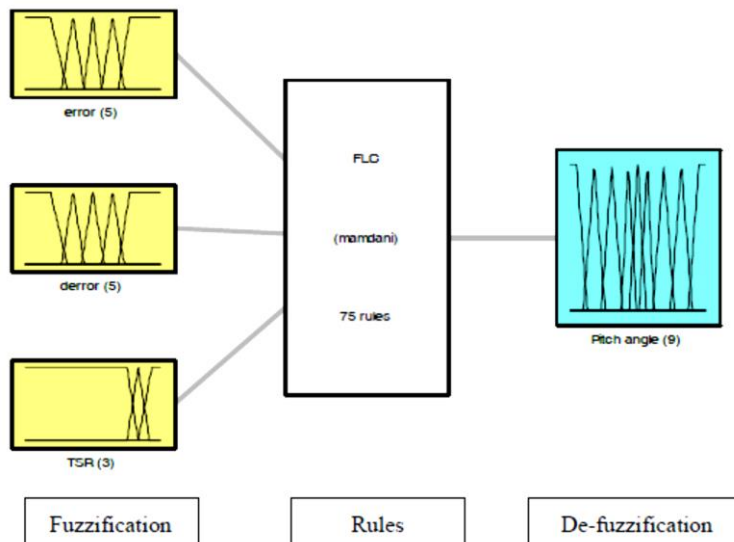 error (5)
derror (5)
TSR (3)
FLC
(mamdani)
75 rules
Pitch angle (9)
Fuzzification
Rules
De-fuzzification